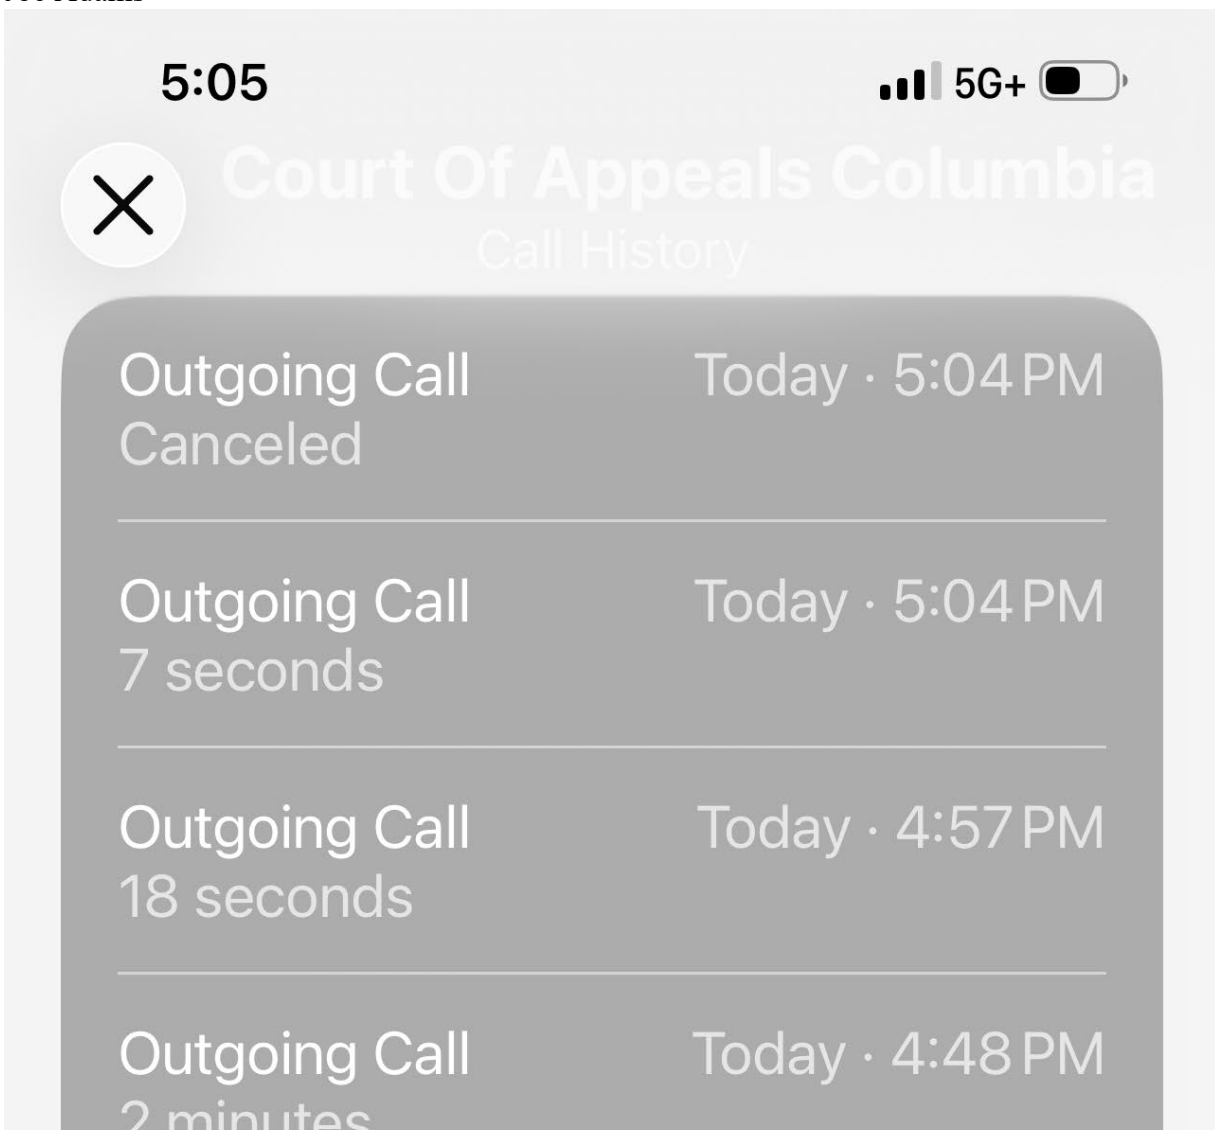 5:05 5G+
Court Of Appeals Columbia
Call History
Outgoing Call Today · 5:04 PM
Canceled
Outgoing Call Today · 5:04 PM
7 seconds
Outgoing Call Today · 4:57 PM
18 seconds
Outgoing Call Today · 4:48 PM
2 minutes